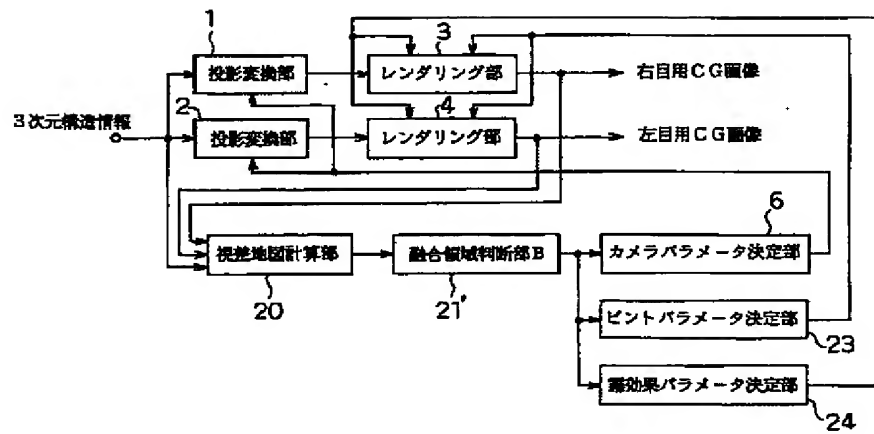 1
投影変換部
3
レンダリング部
右目用CG画像
3次元構造情報
2
投影変換部
4
レンダリング部
左目用CG画像
視差地図計算部
20
融合領域判断部B
21'
6
カメラパラメータ決定部
ピントパラメータ決定部
23
霧効果パラメータ決定部
24